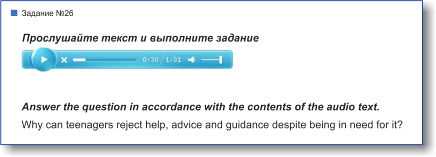 Задание №26
Прослушайте текст и выполните задание
0:30 / 1:31
Answer the question in accordance with the contents of the audio text.
Why can teenagers reject help, advice and guidance despite being in need for it?